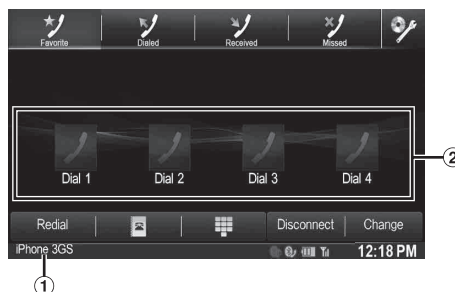 Favorite Dialed Received Missed
Dial 1 Dial 2 Dial 3 Dial 4
2
Redial Disconnect Change
iPhone 3GS 12:18 PM
1